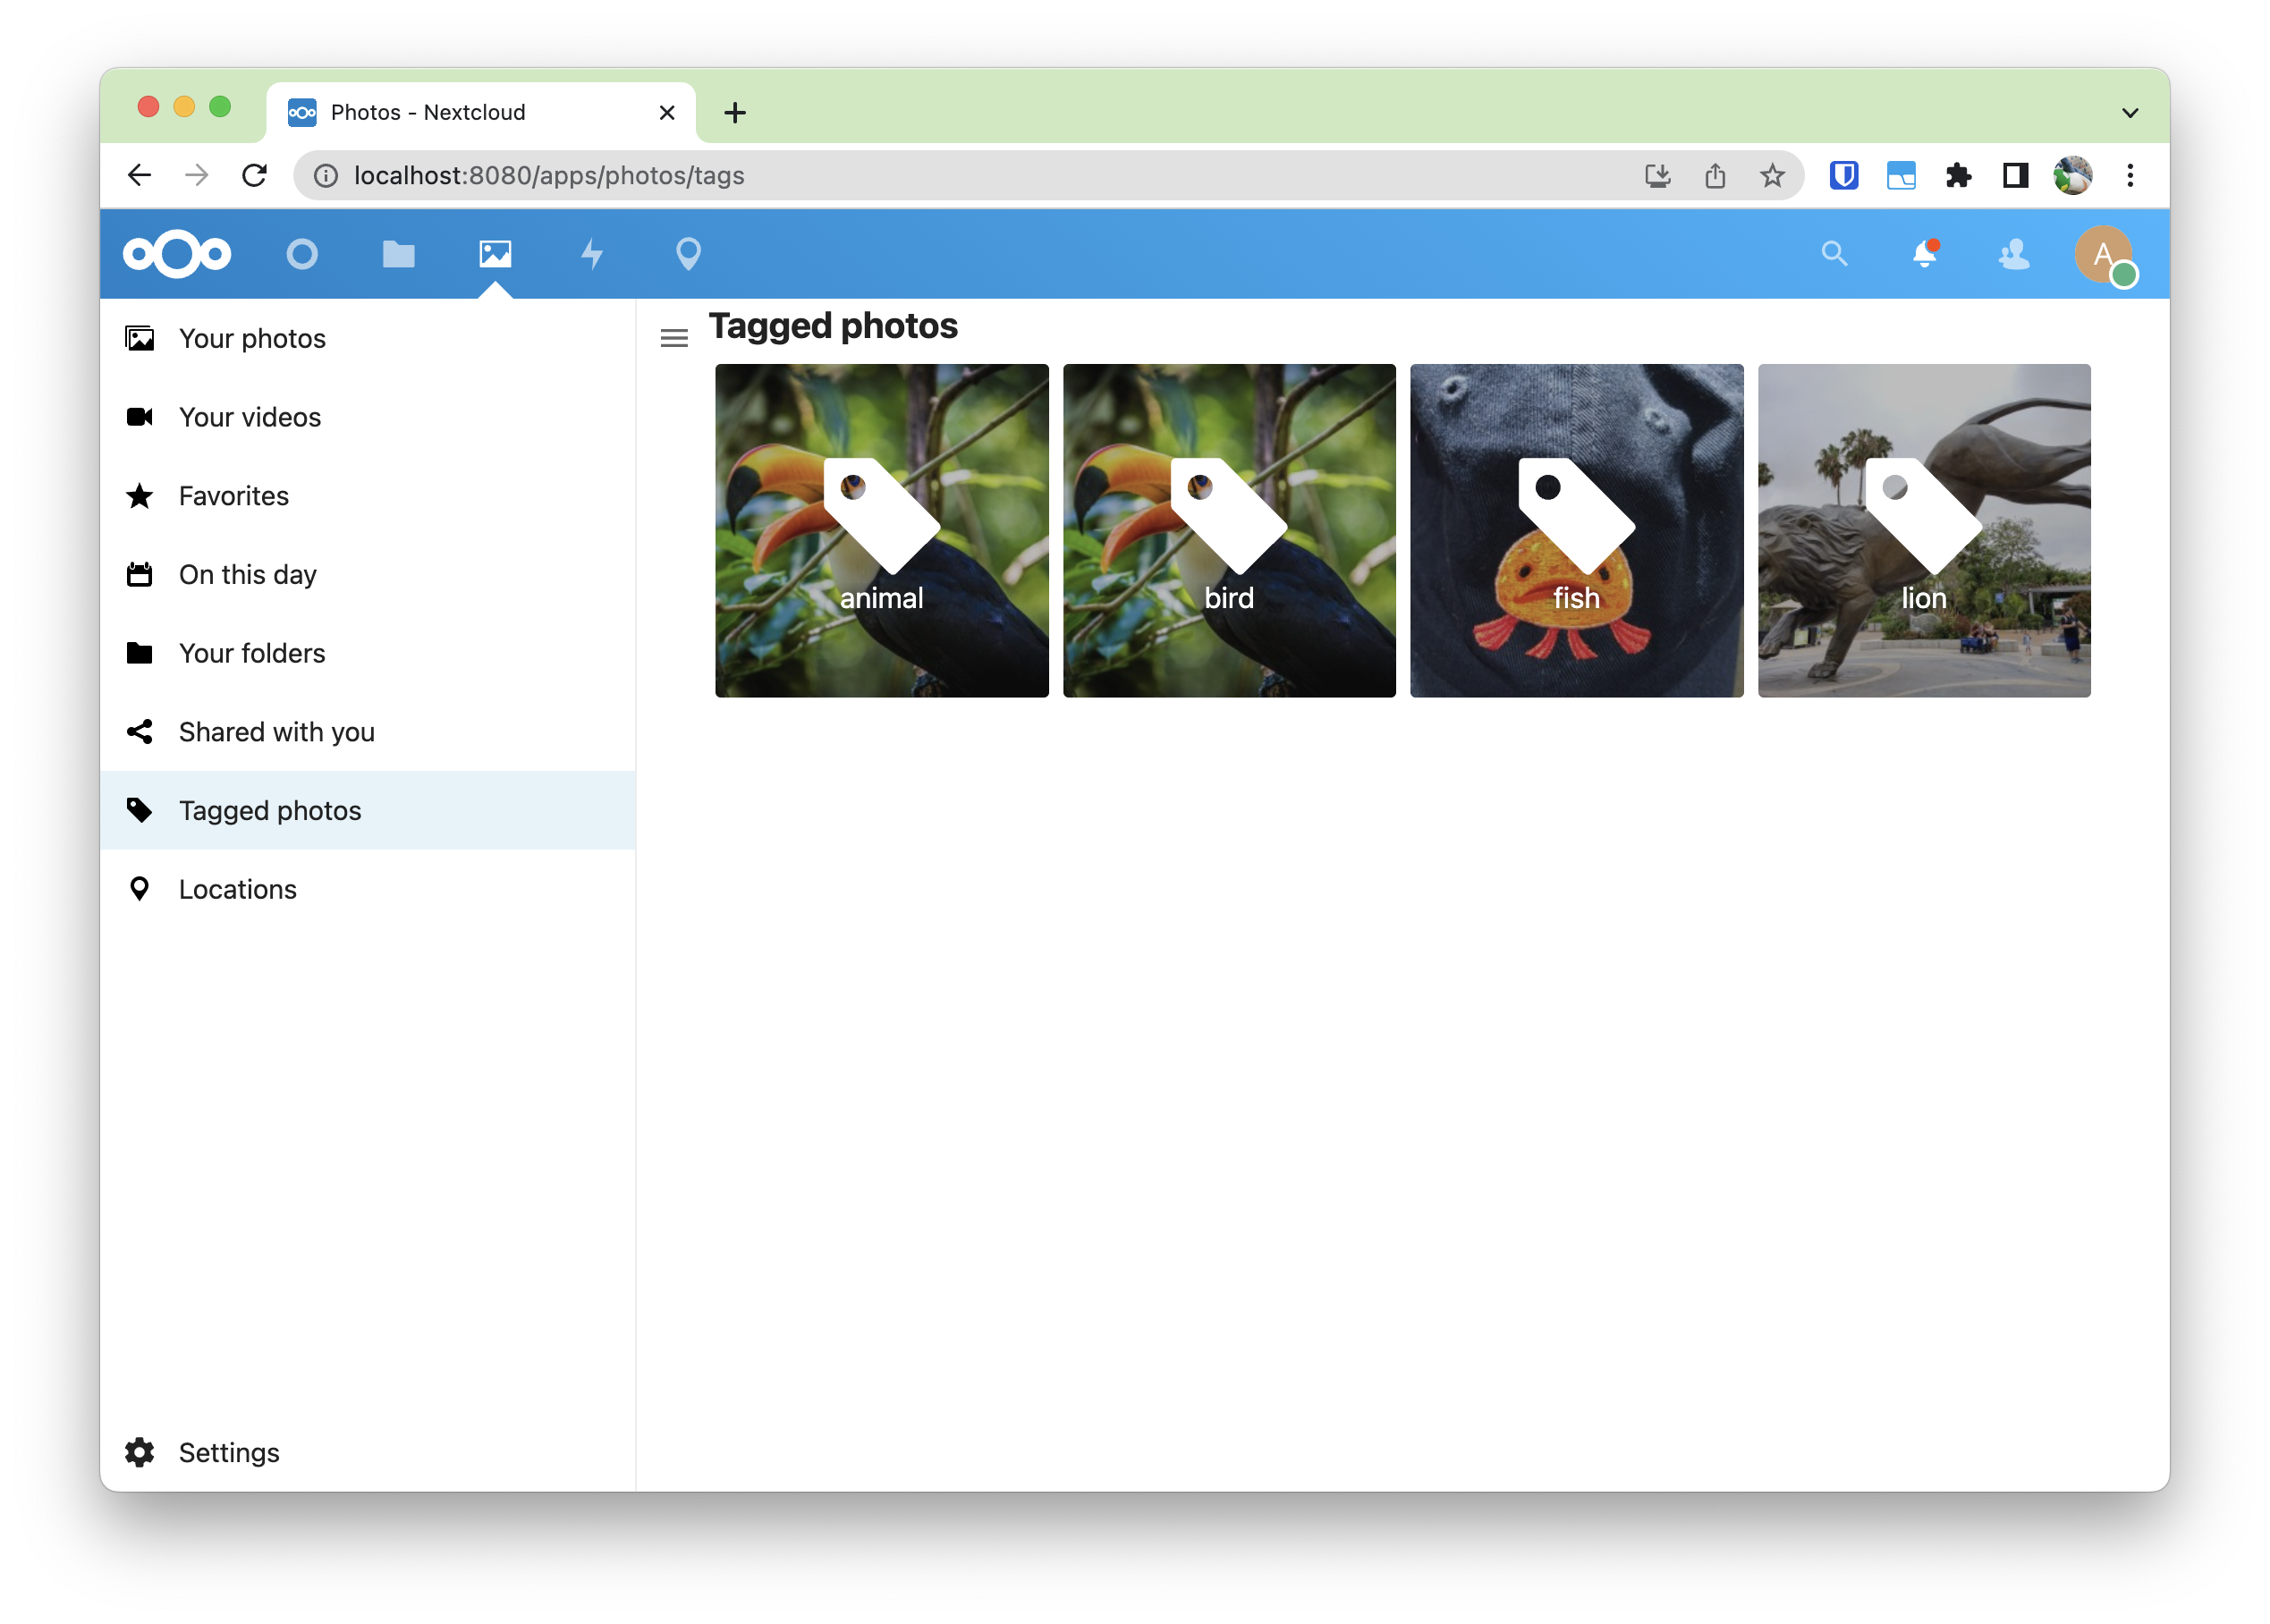 Photos - Nextcloud
localhost:8080/apps/photos/tags
A
Your photos
Your videos
Favorites
On this day
Your folders
Shared with you
Tagged photos
Locations
Settings
Tagged photos
animal
bird
fish
lion